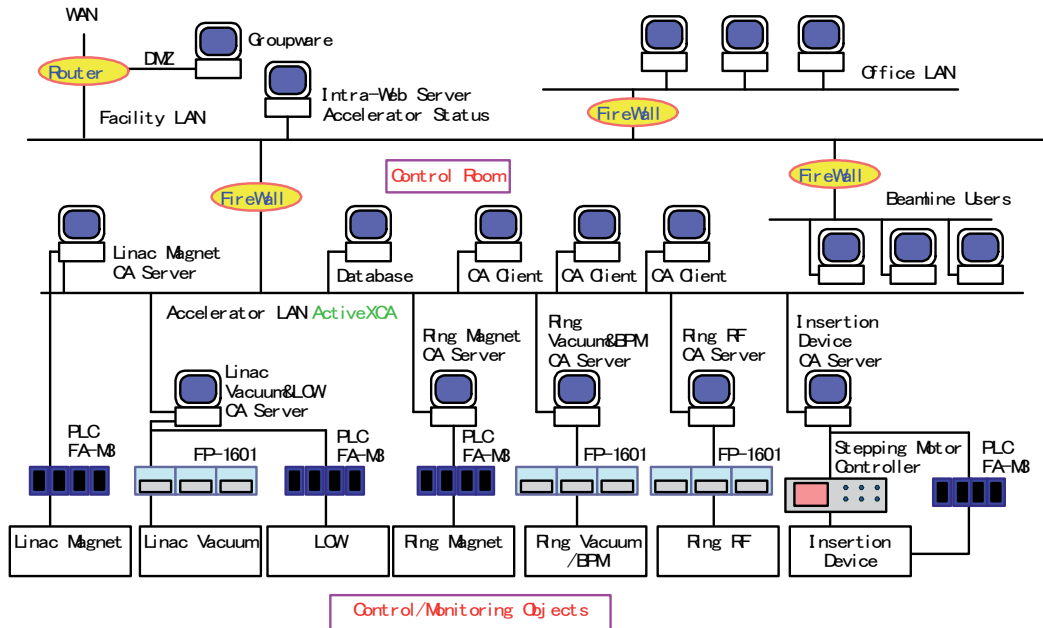 WAN
DMZ
Groupware
Router
Intra-Web Server
Accelerator Status
Facility LAN
Office LAN
FireWall
Control Room
FireWall
FireWall
Beamline Users
Linac Magnet
CA Server
Database
CA Client
CA Client
CA Client
Accelerator LAN ActiveXCA
Ring Magnet
CA Server
Ring
Vacuum&BPM
CA Server
Ring RF
CA Server
Insertion
Device
CA Server
Linac
Vacuum&LCW
CA Server
PLC
FA-M3
FP-1601
PLC
FA-M3
PLC
FA-M3
FP-1601
FP-1601
Stepping Motor
Controller
PLC
FA-M3
Linac Magnet
Linac Vacuum
LCW
Ring Magnet
Ring Vacuum
/BPM
Ring RF
Insertion
Device
Control/Monitoring Objects